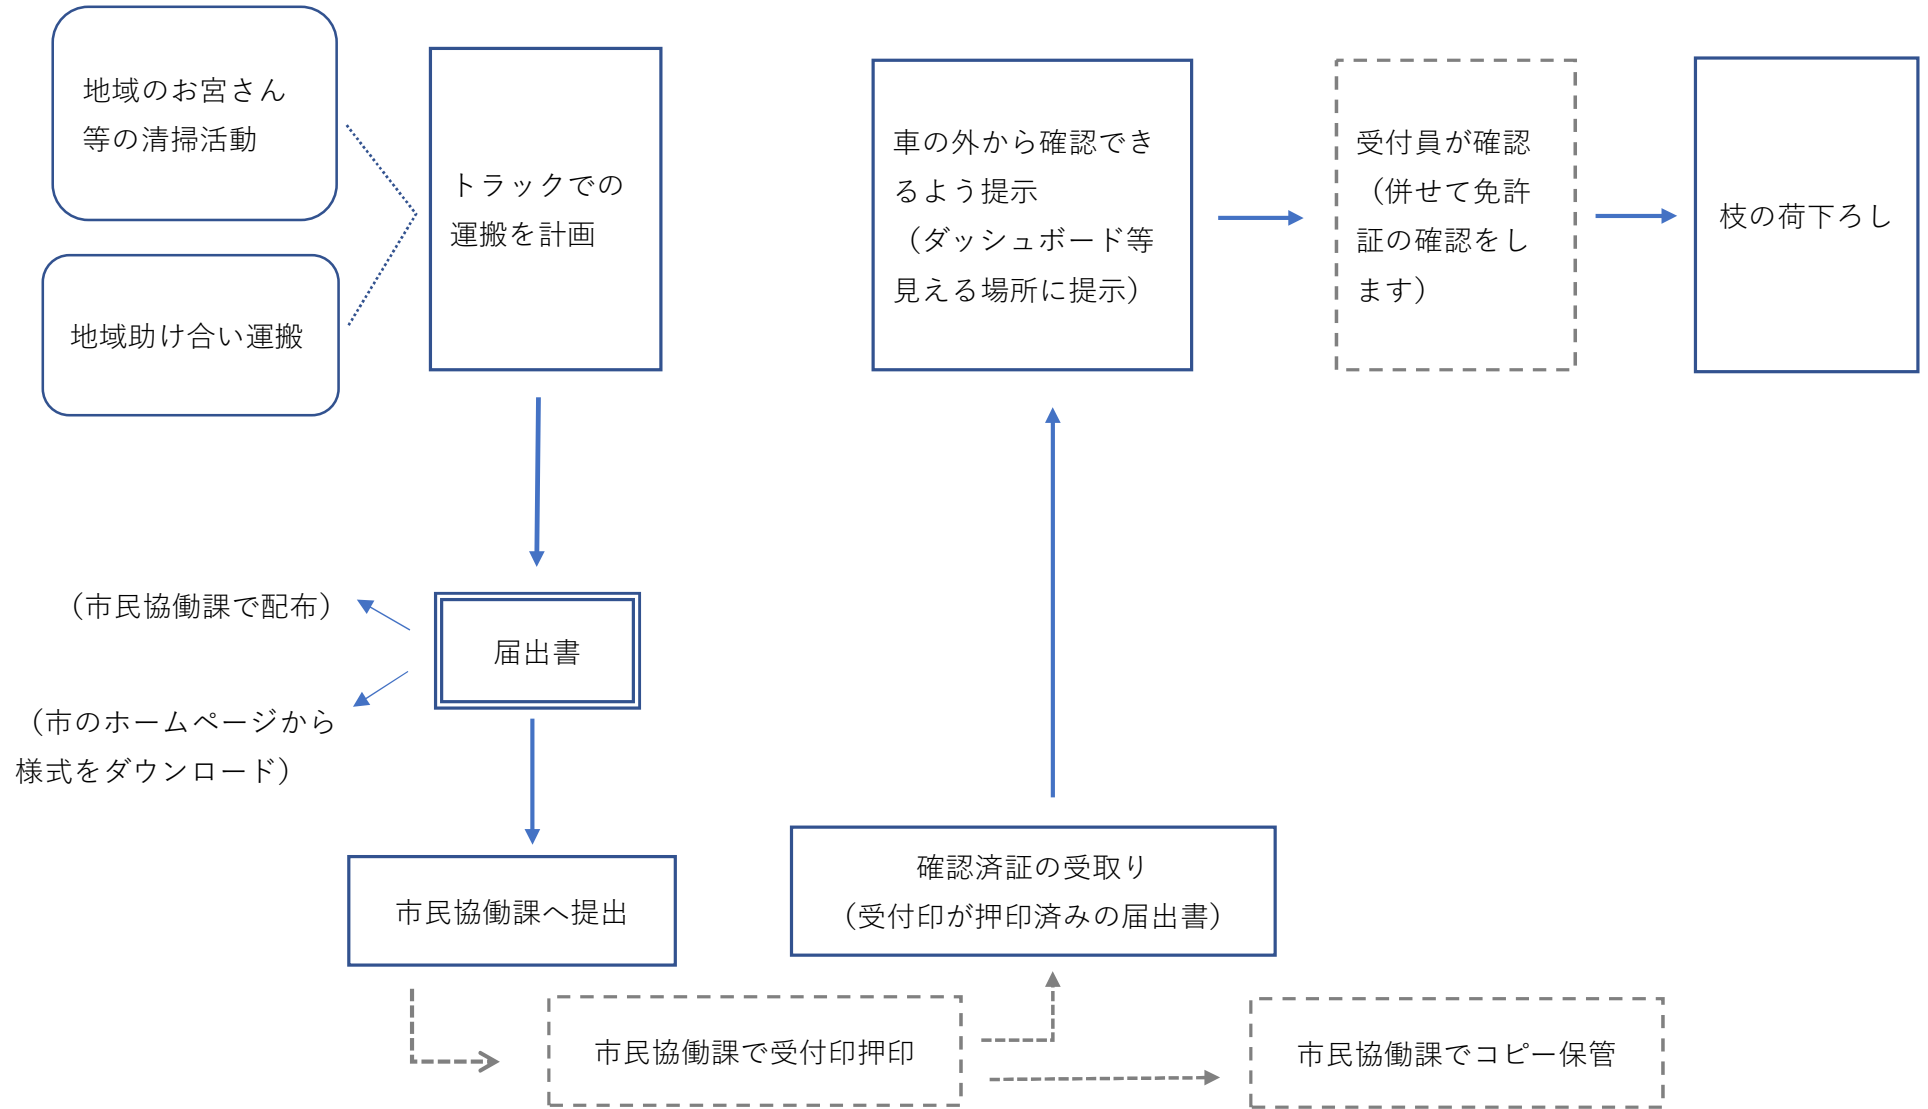 地域のお宮さん
等の清掃活動
地域助け合い運搬
トラックでの
運搬を計画
届出書
（市民協働課で配布）
（市のホームページから
様式をダウンロード）
市民協働課へ提出
市民協働課で受付印押印
市民協働課でコピー保管
確認済証の受取り
（受付印が押印済みの届出書）
車の外から確認でき
るよう提示
（ダッシュボード等
見える場所に提示）
受付員が確認
（併せて免許
証の確認をし
ます）
枝の荷下ろし